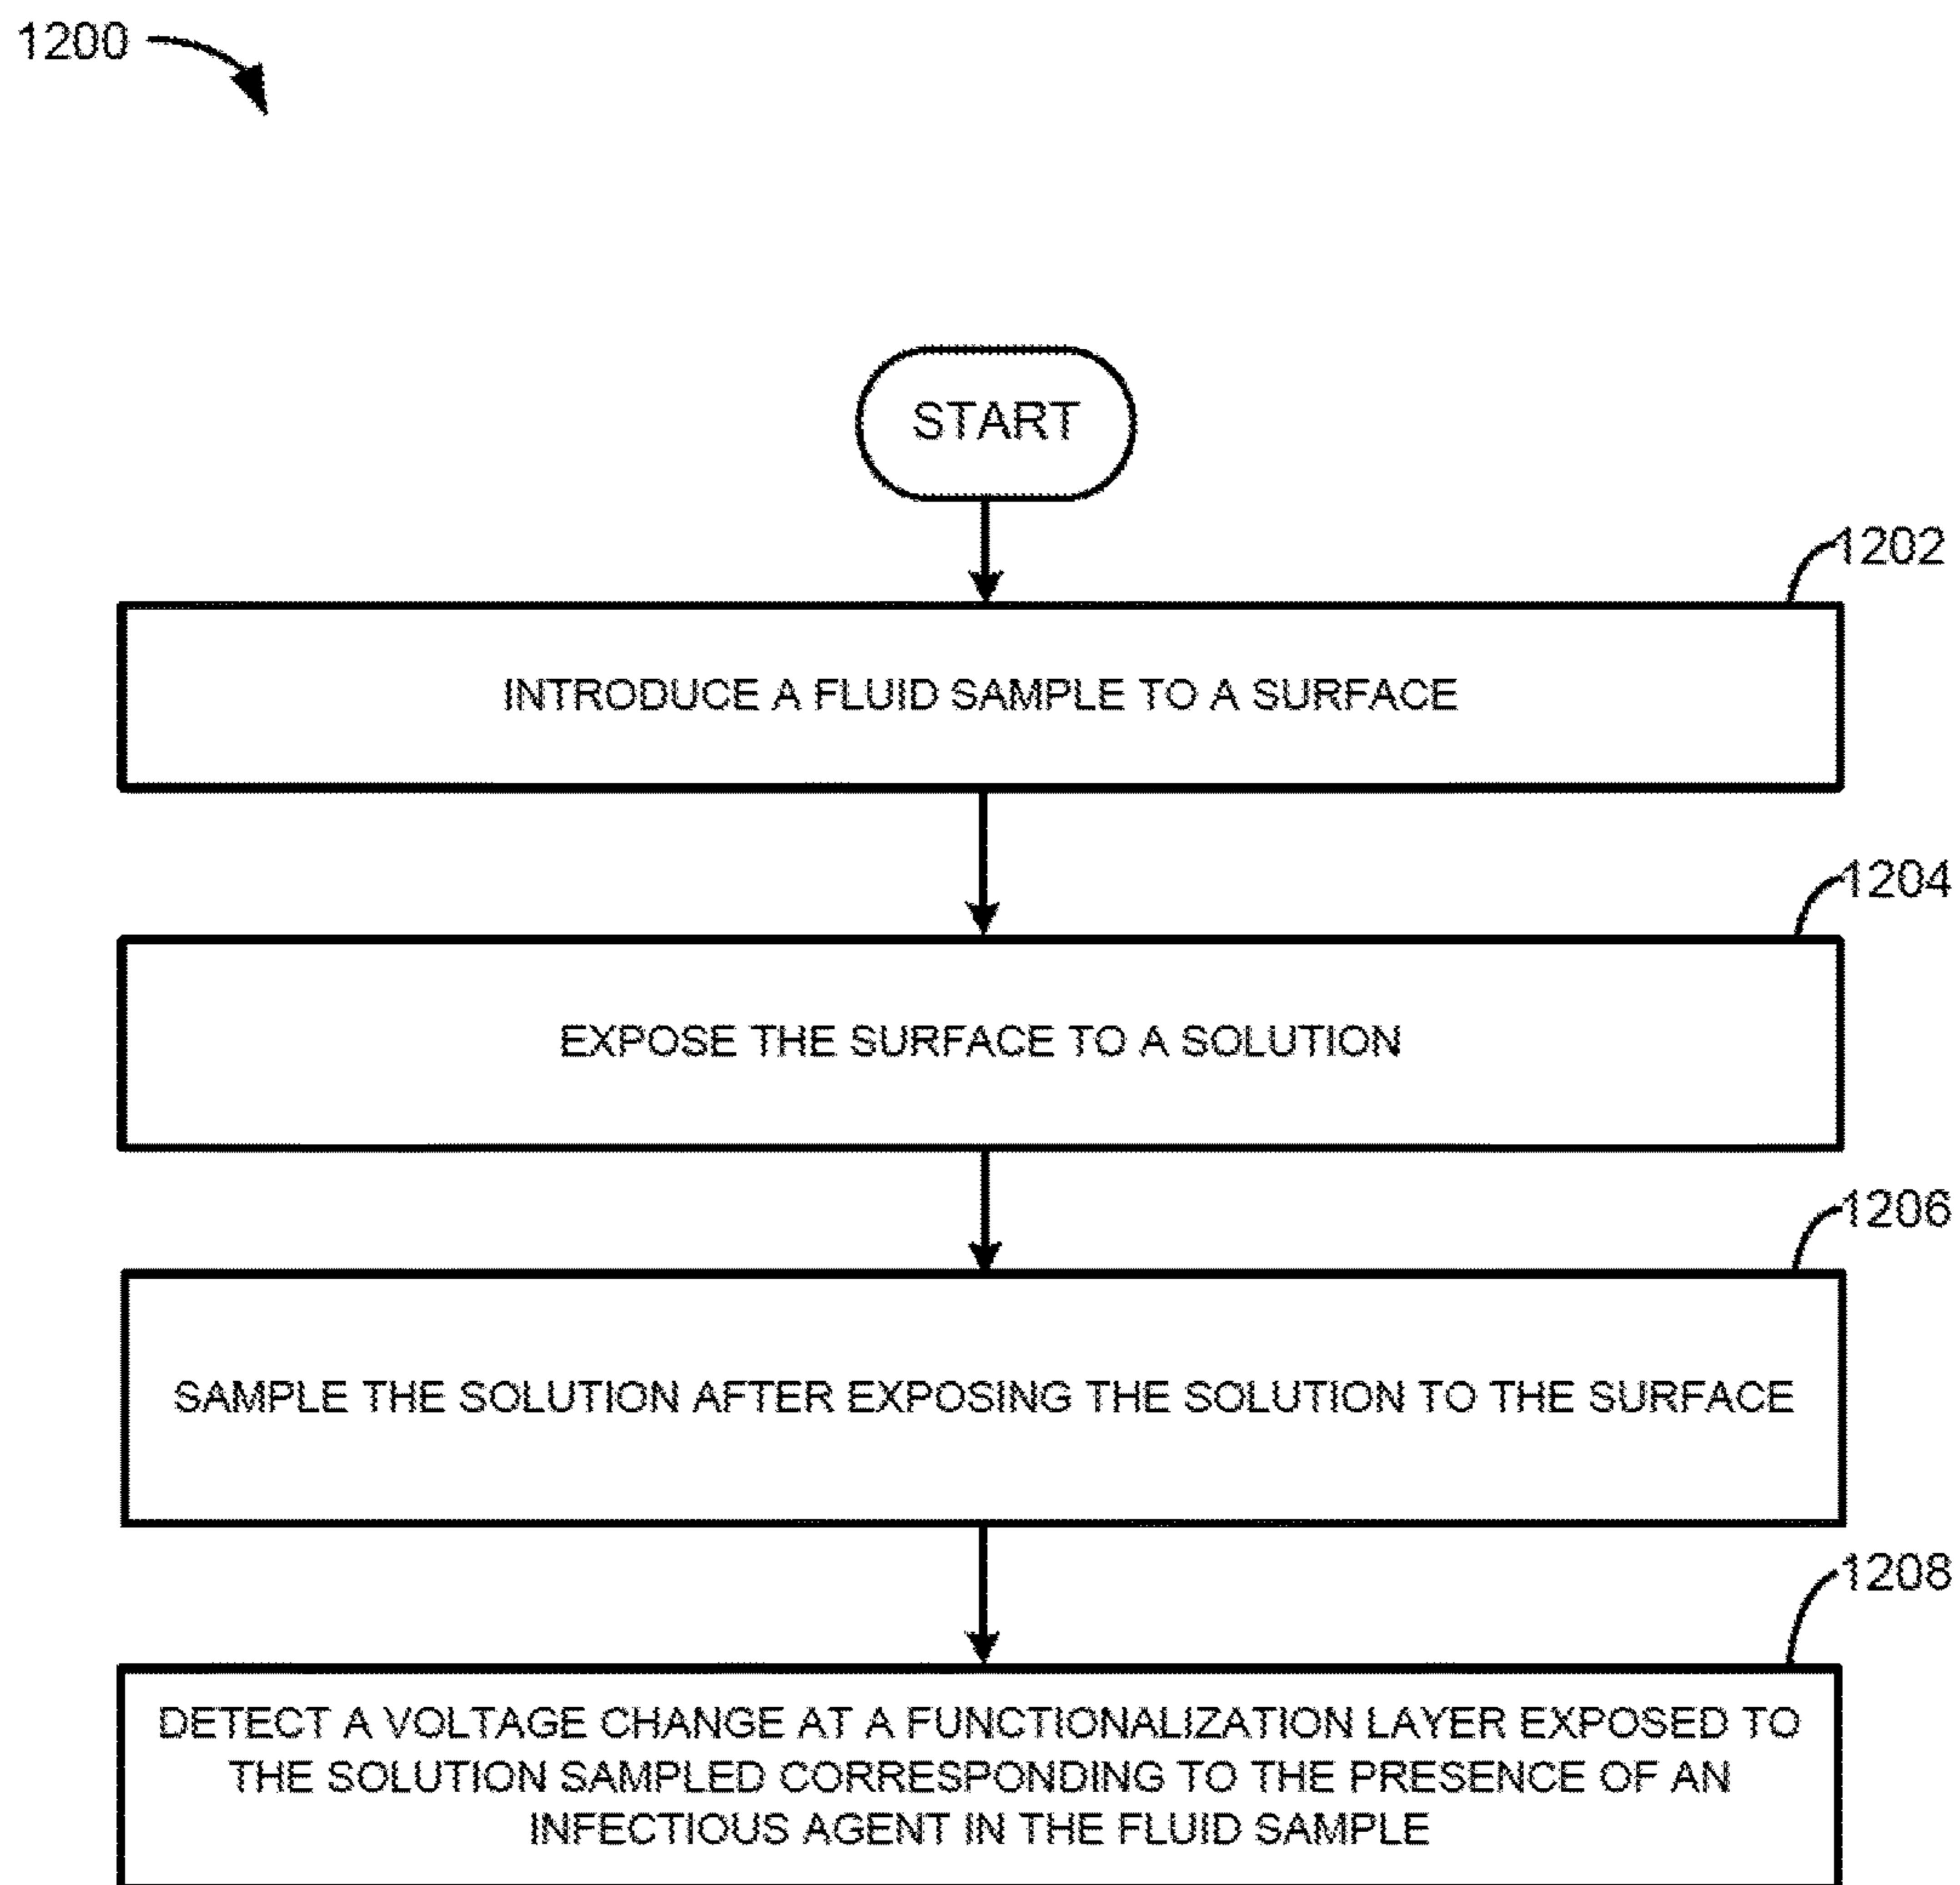 1200
START
1202
INTRODUCE A FLUID SAMPLE TO A SURFACE
1204
EXPOSE THE SURFACE TO A SOLUTION
1206
SAMPLE THE SOLUTION AFTER EXPOSING THE SOLUTION TO THE SURFACE
1208
DETECT A VOLTAGE CHANGE AT A FUNCTIONALIZATION LAYER EXPOSED TO
THE SOLUTION SAMPLED CORRESPONDING TO THE PRESENCE OF AN
INFECTIOUS AGENT IN THE FLUID SAMPLE